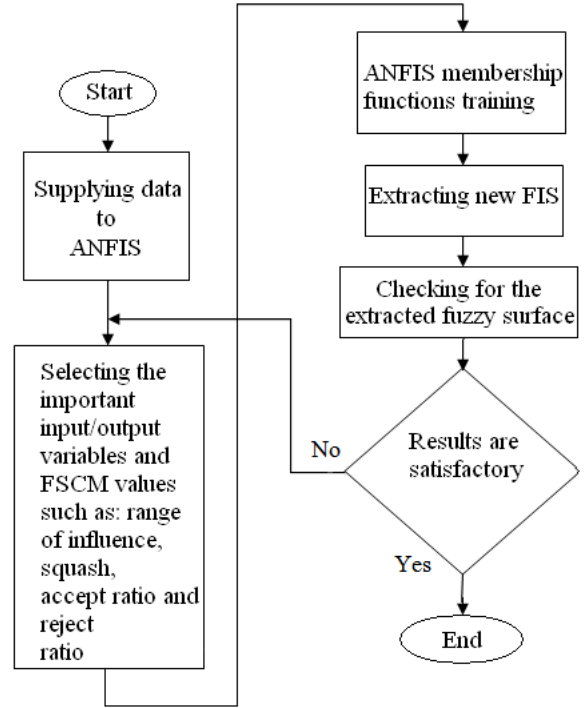 Start
Supplying data
to
ANFIS
Selecting the
important
input/output
variables and
FSCM values
such as: range
of influence,
squash,
accept ratio and
reject
ratio
ANFIS membership
functions training
Extracting new FIS
Checking for the
extracted fuzzy surface
Results are
satisfactory
No
Yes
End